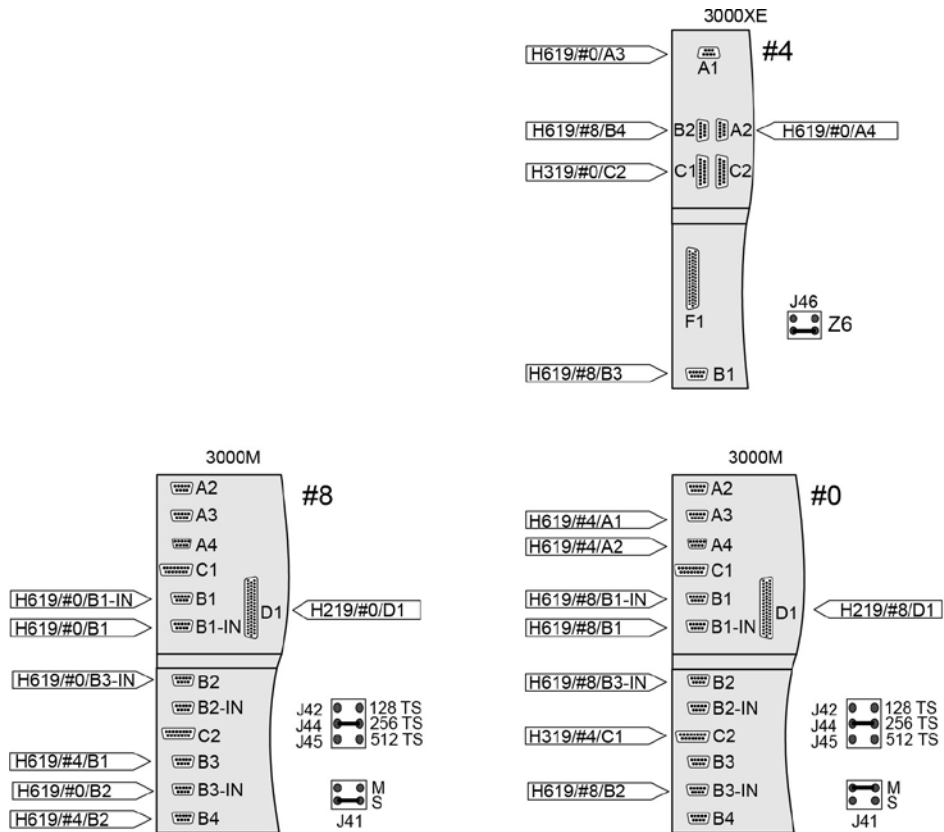 3000XE
#4
H619/#0/A3
A1
H619/#8/B4
B2
A2
H619/#0/A4
H319/#0/C2
C1
C2
F1
J46
Z6
H619/#8/B3
B1
3000M
#8
A2
A3
A4
C1
H619/#0/B1-IN
B1
D1
H219/#0/D1
H619/#0/B1
B1-IN
H619/#0/B3-IN
B2
B2-IN
C2
H619/#4/B1
B3
H619/#0/B2
B3-IN
H619/#4/B2
B4
J42 128 TS
J44 256 TS
J45 512 TS
M
S
J41
3000M
#0
A2
H619/#4/A1
A3
H619/#4/A2
A4
C1
H619/#8/B1-IN
B1
D1
H219/#8/D1
H619/#8/B1
B1-IN
H619/#8/B3-IN
B2
B2-IN
H319/#4/C1
C2
B3
H619/#8/B2
B3-IN
B4
J42 128 TS
J44 256 TS
J45 512 TS
M
S
J41